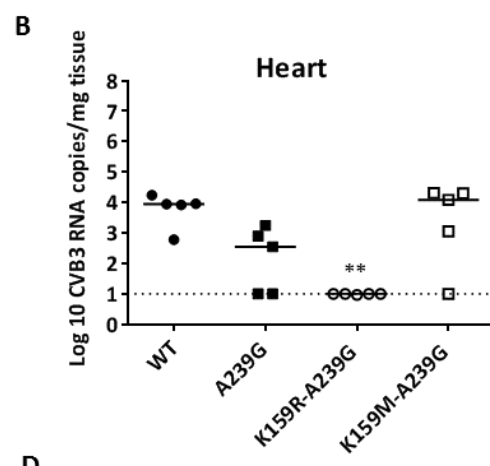 B
Heart
Log 10 CVB3 RNA copies/mg tissue
8
7
6
5
4
3
2
1
0
**
WT
A239G
K159R-A239G
K159M-A239G
D